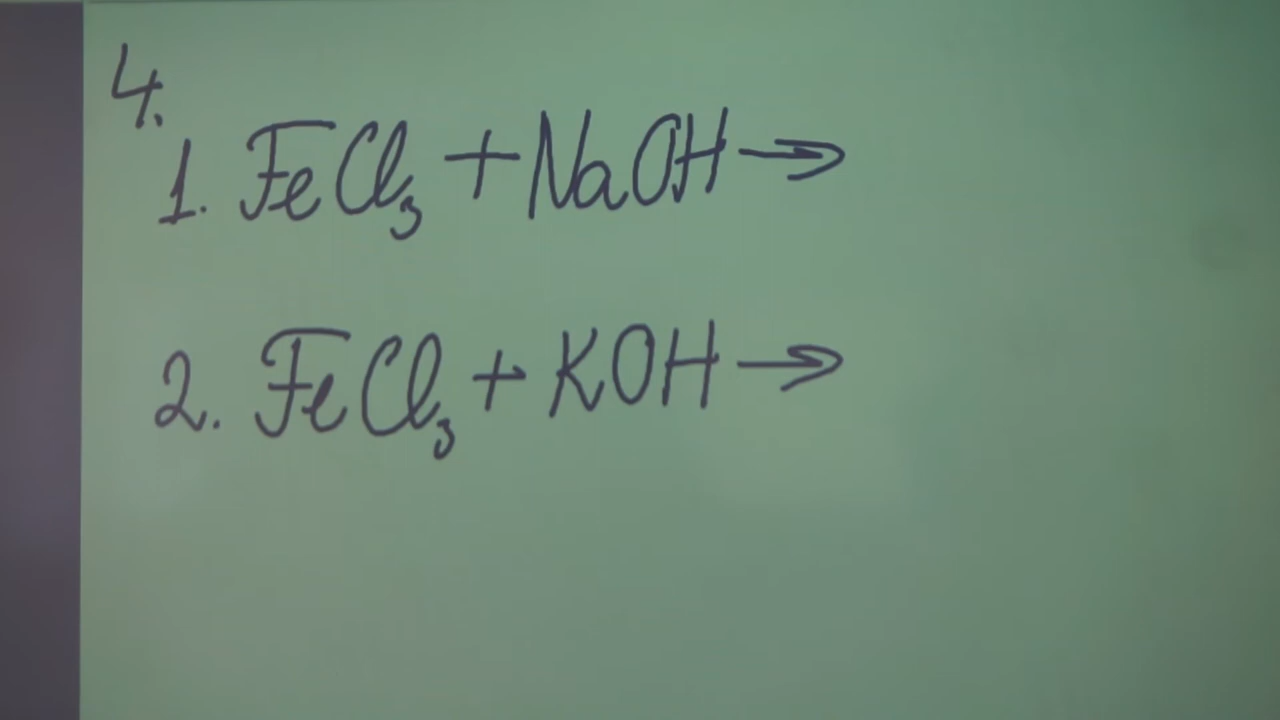 4.
1. FeCl₃ + NaOH →
2. FeCl₃ + KOH →